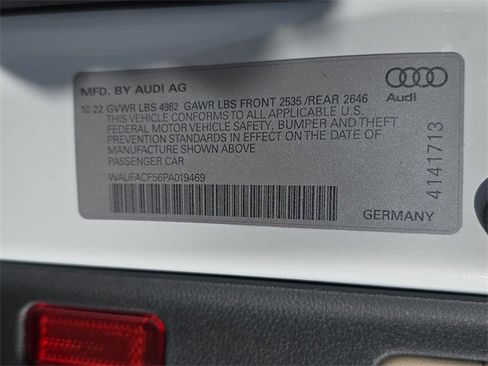 MFD. BY AUDI AG
10 22 GVWR LBS 4982 GAWR LBS FRONT 2535 /REAR 2646
THIS VEHICLE CONFORMS TO ALL APPLICABLE U.S.
FEDERAL MOTOR VEHICLE SAFETY, BUMPER AND THEFT
PREVENTION STANDARDS IN EFFECT ON THE DATE OF
MANUFACTURE SHOWN ABOVE.
PASSENGER CAR
WAUFACF56PA019469
Audi
4141713
GERMANY